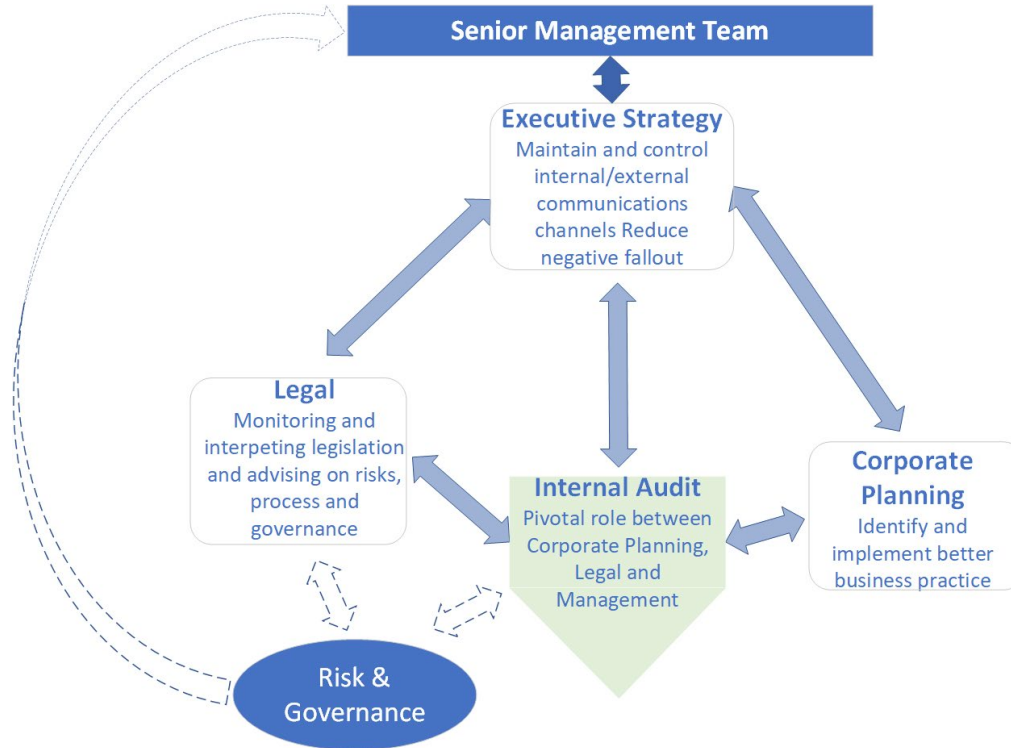 Senior Management Team
Executive Strategy
Maintain and control
internal/external
communications
channels Reduce
negative fallout
Legal
Monitoring and
interpeting legislation
and advising on risks,
process and
governance
Internal Audit
Pivotal role between
Corporate Planning,
Legal and
Management
Corporate
Planning
Identify and
implement better
business practice
Risk &
Governance